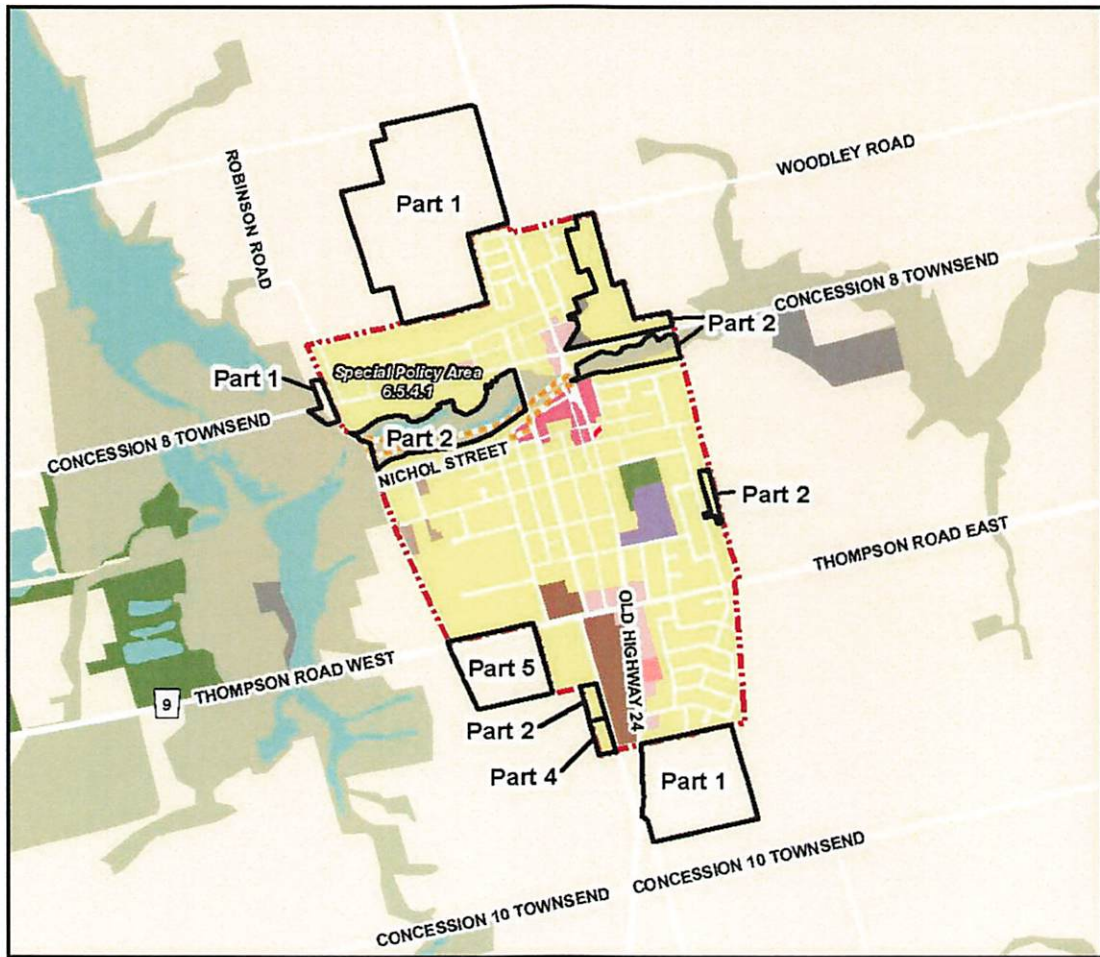 ROBINSON ROAD
Part 1
WOODLEY ROAD
CONCESSION 8 TOWNSEND
Part 2
Part 1
Special Policy Area
6.5.4.1
CONCESSION 8 TOWNSEND
Part 2
NICHOL STREET
Part 2
THOMPSON ROAD EAST
OLD HIGHWAY 24
Part 5
THOMPSON ROAD WEST
9
Part 2
Part 4
Part 1
CONCESSION 10 TOWNSEND
CONCESSION 10 TOWNSEND